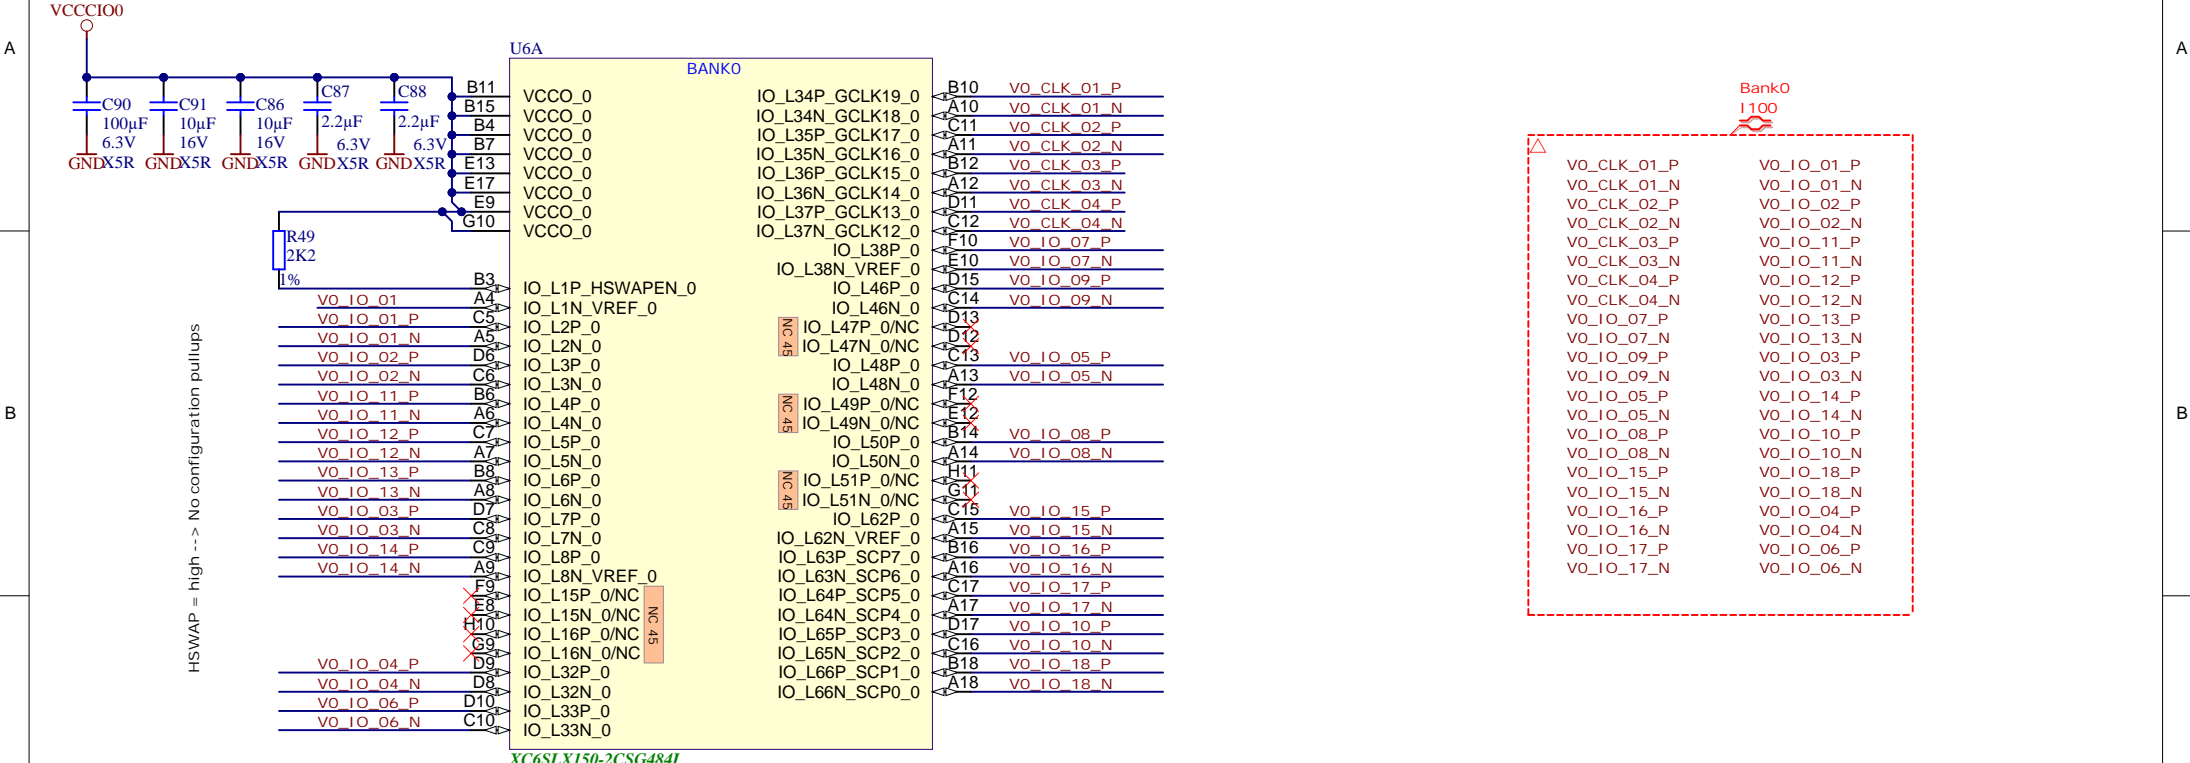 VCCCIO0
A
A
C90
100µF
6.3V
X5R
GND
C91
10µF
16V
X5R
GND
C86
10µF
16V
X5R
GND
C87
2.2µF
6.3V
X5R
GND
C88
2.2µF
6.3V
X5R
GND
R49
2K2
1%
HSWAP = high --> No configuration pullups
U6A
BANK0
B11 VCCO_0
B15 VCCO_0
B4 VCCO_0
B7 VCCO_0
E13 VCCO_0
E17 VCCO_0
E9 VCCO_0
G10 VCCO_0
B3 IO_L1P_HSWAPEN_0
V0_IO_01 A4 IO_L1N_VREF_0
V0_IO_01_P C5 IO_L2P_0
V0_IO_01_N A5 IO_L2N_0
V0_IO_02_P D6 IO_L3P_0
V0_IO_02_N C6 IO_L3N_0
V0_IO_11_P B6 IO_L4P_0
V0_IO_11_N A6 IO_L4N_0
V0_IO_12_P C7 IO_L5P_0
V0_IO_12_N A7 IO_L5N_0
V0_IO_13_P B8 IO_L6P_0
V0_IO_13_N A8 IO_L6N_0
V0_IO_03_P D7 IO_L7P_0
V0_IO_03_N C8 IO_L7N_0
V0_IO_14_P C9 IO_L8P_0
V0_IO_14_N A9 IO_L8N_VREF_0
F9 IO_L15P_0/NC
E8 IO_L15N_0/NC
H10 IO_L16P_0/NC
G9 IO_L16N_0/NC
NC 45
V0_IO_04_P D9 IO_L32P_0
V0_IO_04_N D8 IO_L32N_0
V0_IO_06_P D10 IO_L33P_0
V0_IO_06_N C10 IO_L33N_0
IO_L34P_GCLK19_0 B10 V0_CLK_01_P
IO_L34N_GCLK18_0 A10 V0_CLK_01_N
IO_L35P_GCLK17_0 C11 V0_CLK_02_P
IO_L35N_GCLK16_0 A11 V0_CLK_02_N
IO_L36P_GCLK15_0 B12 V0_CLK_03_P
IO_L36N_GCLK14_0 A12 V0_CLK_03_N
IO_L37P_GCLK13_0 D11 V0_CLK_04_P
IO_L37N_GCLK12_0 C12 V0_CLK_04_N
IO_L38P_0 F10 V0_IO_07_P
IO_L38N_VREF_0 E10 V0_IO_07_N
IO_L46P_0 D15 V0_IO_09_P
IO_L46N_0 C14 V0_IO_09_N
NC 45
IO_L47P_0/NC D13
IO_L47N_0/NC D12
IO_L48P_0 C13 V0_IO_05_P
IO_L48N_0 A13 V0_IO_05_N
NC 45
IO_L49P_0/NC F12
IO_L49N_0/NC E12
IO_L50P_0 B14 V0_IO_08_P
IO_L50N_0 A14 V0_IO_08_N
NC 45
IO_L51P_0/NC H11
IO_L51N_0/NC G11
IO_L62P_0 C15 V0_IO_15_P
IO_L62N_VREF_0 A15 V0_IO_15_N
IO_L63P_SCP7_0 B16 V0_IO_16_P
IO_L63N_SCP6_0 A16 V0_IO_16_N
IO_L64P_SCP5_0 C17 V0_IO_17_P
IO_L64N_SCP4_0 A17 V0_IO_17_N
IO_L65P_SCP3_0 D17 V0_IO_10_P
IO_L65N_SCP2_0 C16 V0_IO_10_N
IO_L66P_SCP1_0 B18 V0_IO_18_P
IO_L66N_SCP0_0 A18 V0_IO_18_N
XC6SLX150-2CSG484I
Bank0
I100
V0_CLK_01_P V0_IO_01_P
V0_CLK_01_N V0_IO_01_N
V0_CLK_02_P V0_IO_02_P
V0_CLK_02_N V0_IO_02_N
V0_CLK_03_P V0_IO_11_P
V0_CLK_03_N V0_IO_11_N
V0_CLK_04_P V0_IO_12_P
V0_CLK_04_N V0_IO_12_N
V0_IO_07_P V0_IO_13_P
V0_IO_07_N V0_IO_13_N
V0_IO_09_P V0_IO_03_P
V0_IO_09_N V0_IO_03_N
V0_IO_05_P V0_IO_14_P
V0_IO_05_N V0_IO_14_N
V0_IO_08_P V0_IO_10_P
V0_IO_08_N V0_IO_10_N
V0_IO_15_P V0_IO_18_P
V0_IO_15_N V0_IO_18_N
V0_IO_16_P V0_IO_04_P
V0_IO_16_N V0_IO_04_N
V0_IO_17_P V0_IO_06_P
V0_IO_17_N V0_IO_06_N
B
B